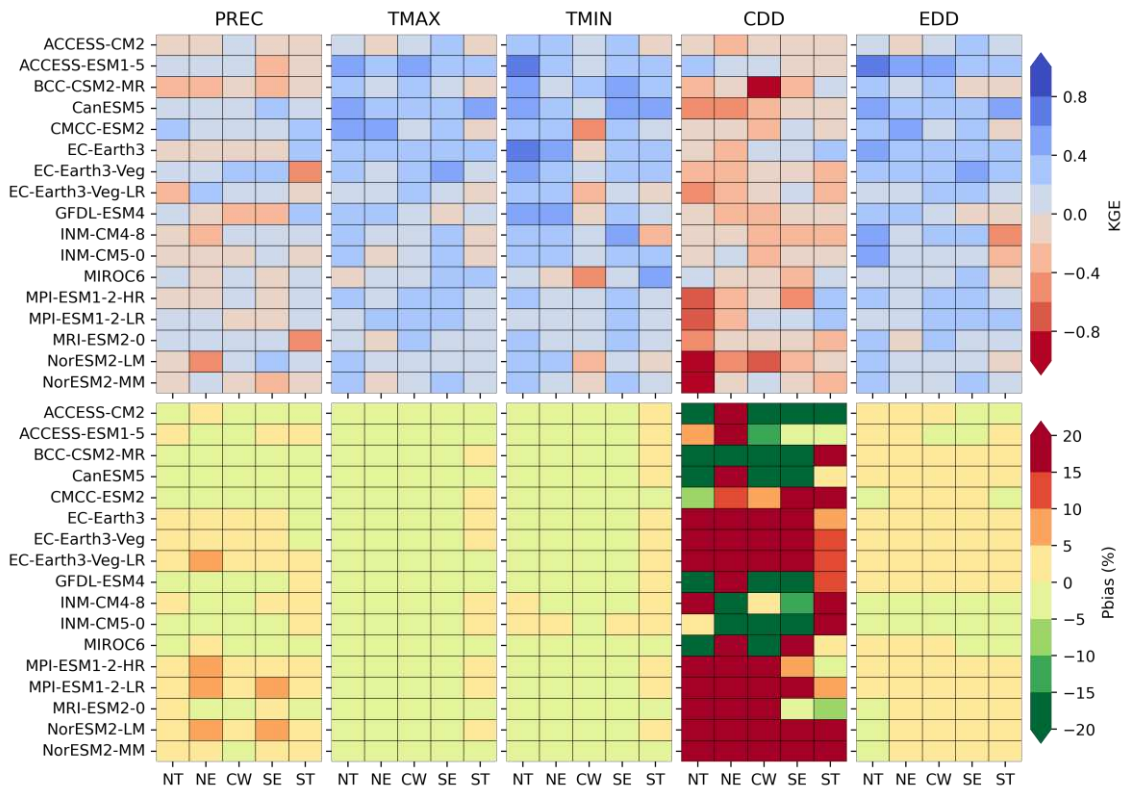 PREC TMAX TMIN CDD EDD
ACCESS-CM2
ACCESS-ESM1-5
BCC-CSM2-MR
CanESM5
CMCC-ESM2
EC-Earth3
EC-Earth3-Veg
EC-Earth3-Veg-LR
GFDL-ESM4
INM-CM4-8
INM-CM5-0
MIROC6
MPI-ESM1-2-HR
MPI-ESM1-2-LR
MRI-ESM2-0
NorESM2-LM
NorESM2-MM
0.8
0.4
0.0
−0.4
−0.8
KGE
ACCESS-CM2
ACCESS-ESM1-5
BCC-CSM2-MR
CanESM5
CMCC-ESM2
EC-Earth3
EC-Earth3-Veg
EC-Earth3-Veg-LR
GFDL-ESM4
INM-CM4-8
INM-CM5-0
MIROC6
MPI-ESM1-2-HR
MPI-ESM1-2-LR
MRI-ESM2-0
NorESM2-LM
NorESM2-MM
20
15
10
5
0
−5
−10
−15
−20
Pbias (%)
NT NE CW SE ST NT NE CW SE ST NT NE CW SE ST NT NE CW SE ST NT NE CW SE ST